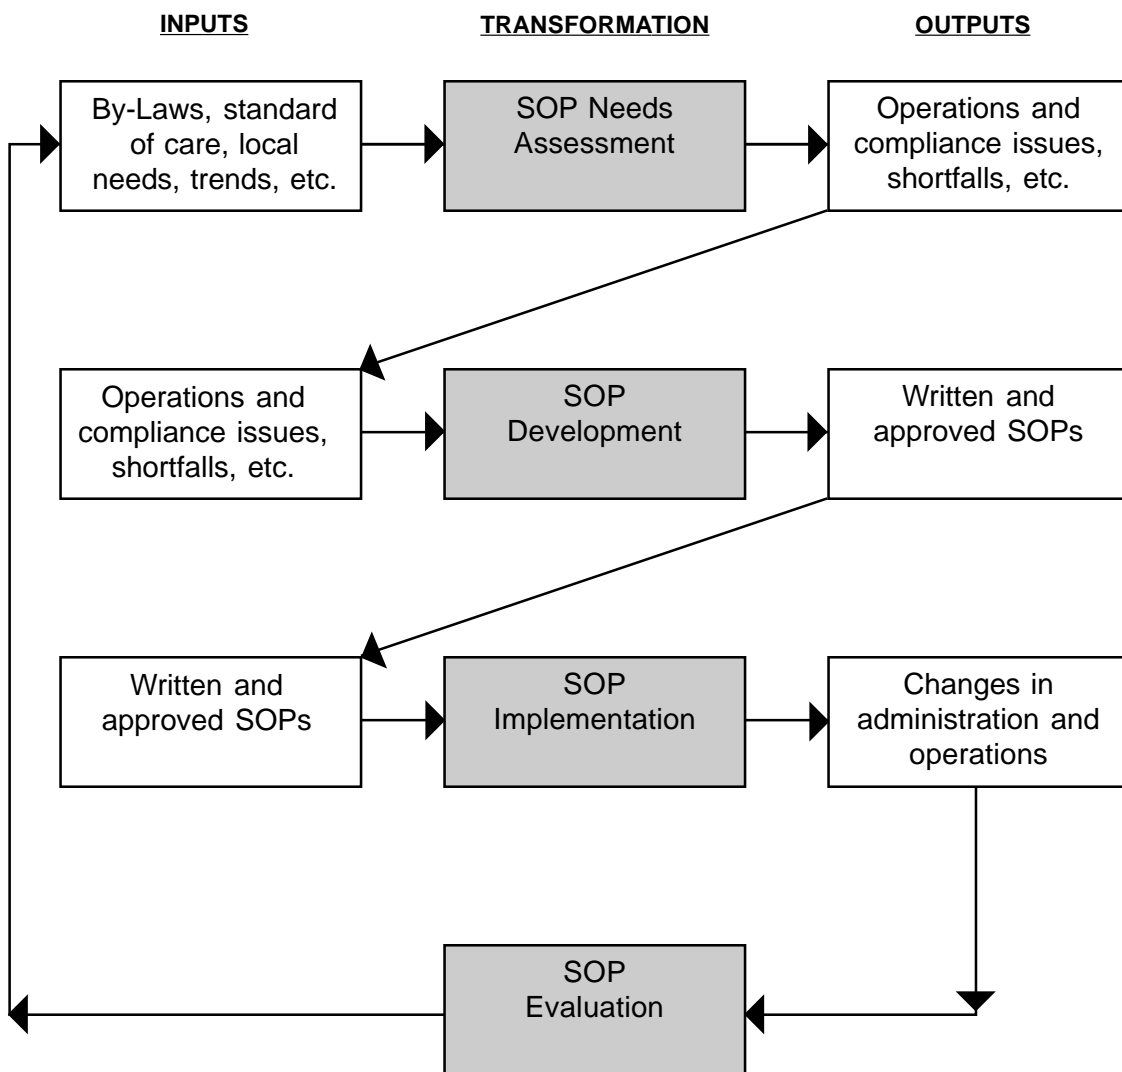 INPUTS
TRANSFORMATION
OUTPUTS
By-Laws, standard
of care, local
needs, trends, etc.
SOP Needs
Assessment
Operations and
compliance issues,
shortfalls, etc.
Operations and
compliance issues,
shortfalls, etc.
SOP
Development
Written and
approved SOPs
Written and
approved SOPs
SOP
Implementation
Changes in
administration and
operations
SOP
Evaluation